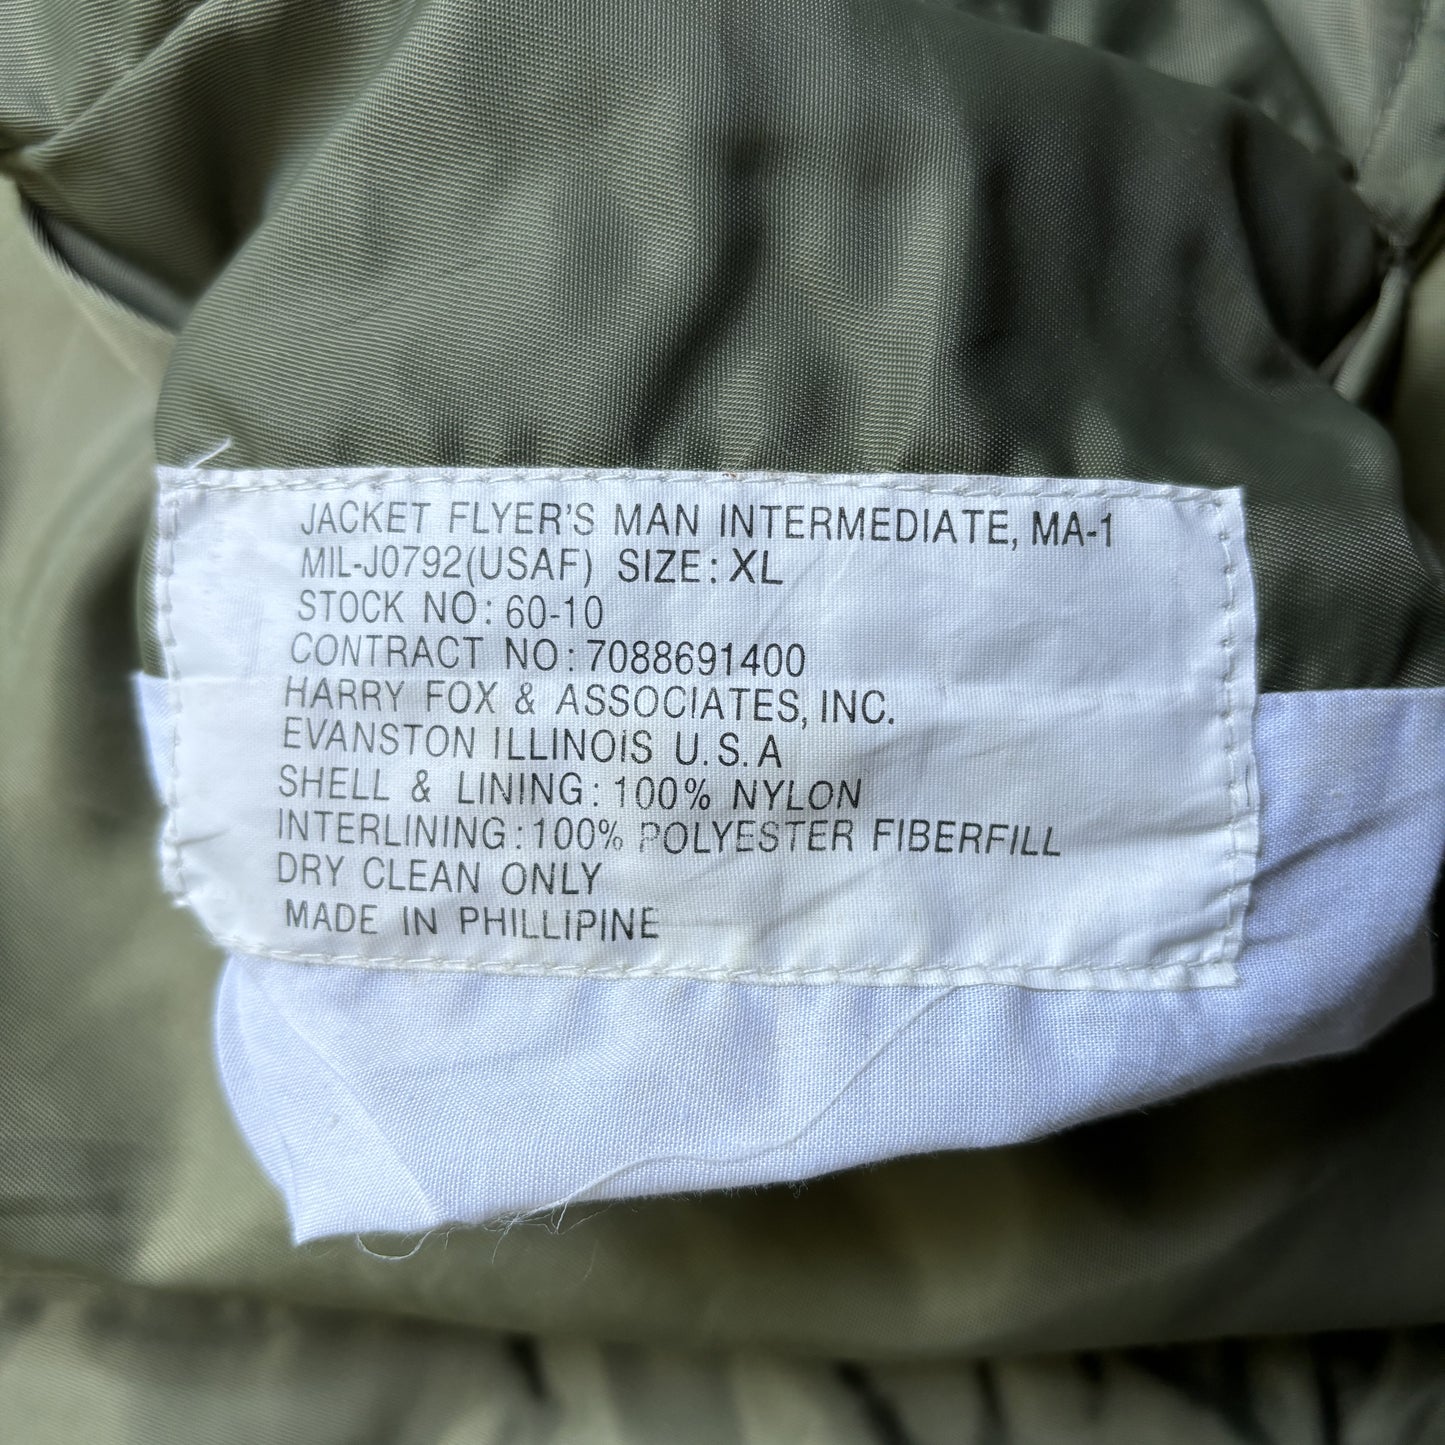 JACKET FLYER'S MAN INTERMEDIATE, MA-1
MIL-J0792(USAF) SIZE: XL
STOCK NO: 60-10
CONTRACT NO: 7088691400
HARRY FOX & ASSOCIATES, INC.
EVANSTON ILLINOIS U.S.A
SHELL & LINING: 100% NYLON
INTERLINING: 100% POLYESTER FIBERFILL
DRY CLEAN ONLY
MADE IN PHILLIPINE